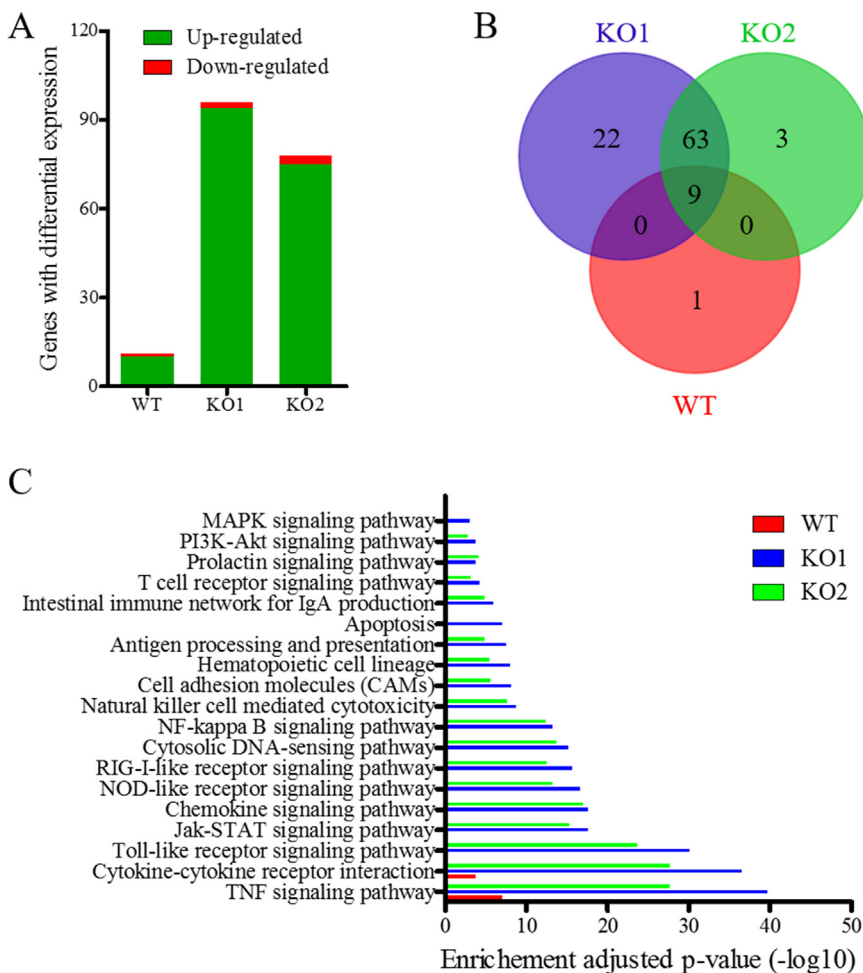 A
120
90
60
30
0
Genes with differential expression
Up-regulated
Down-regulated
WT
KO1
KO2
B
KO1
KO2
22
63
3
9
0
0
1
WT
C
MAPK signaling pathway
PI3K-Akt signaling pathway
Prolactin signaling pathway
T cell receptor signaling pathway
Intestinal immune network for IgA production
Apoptosis
Antigen processing and presentation
Hematopoietic cell lineage
Cell adhesion molecules (CAMs)
Natural killer cell mediated cytotoxicity
NF-kappa B signaling pathway
Cytosolic DNA-sensing pathway
RIG-I-like receptor signaling pathway
NOD-like receptor signaling pathway
Chemokine signaling pathway
Jak-STAT signaling pathway
Toll-like receptor signaling pathway
Cytokine-cytokine receptor interaction
TNF signaling pathway
WT
KO1
KO2
0 10 20 30 40 50
Enrichement adjusted p-value (-log10)